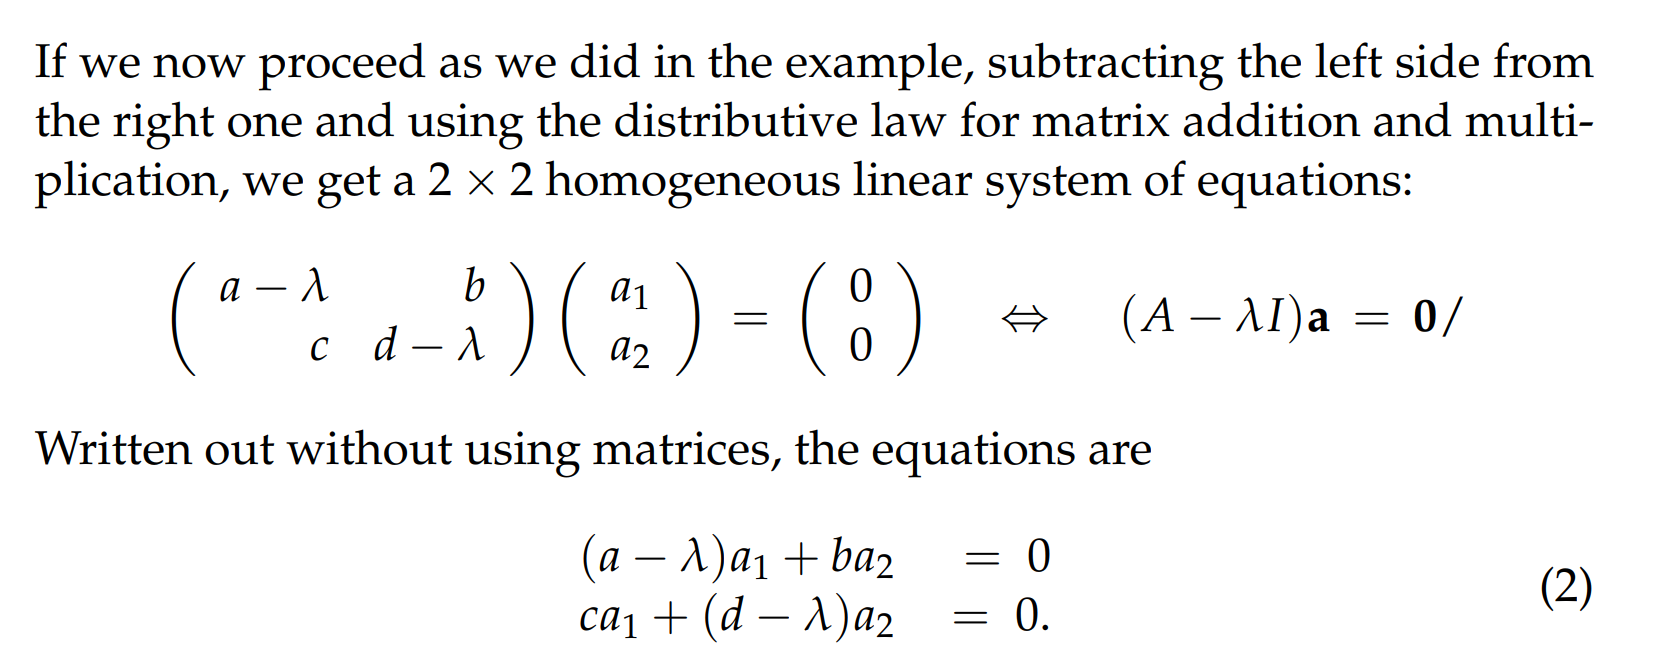 If we now proceed as we did in the example, subtracting the left side from
the right one and using the distributive law for matrix addition and multi-
plication, we get a 2 × 2 homogeneous linear system of equations:
( a − λ   b ; c   d − λ ) ( a₁ ; a₂ ) = ( 0 ; 0 ) ⇔ (A − λI)𝐚 = 𝟎/
Written out without using matrices, the equations are
(a − λ)a₁ + ba₂ = 0
ca₁ + (d − λ)a₂ = 0.
(2)